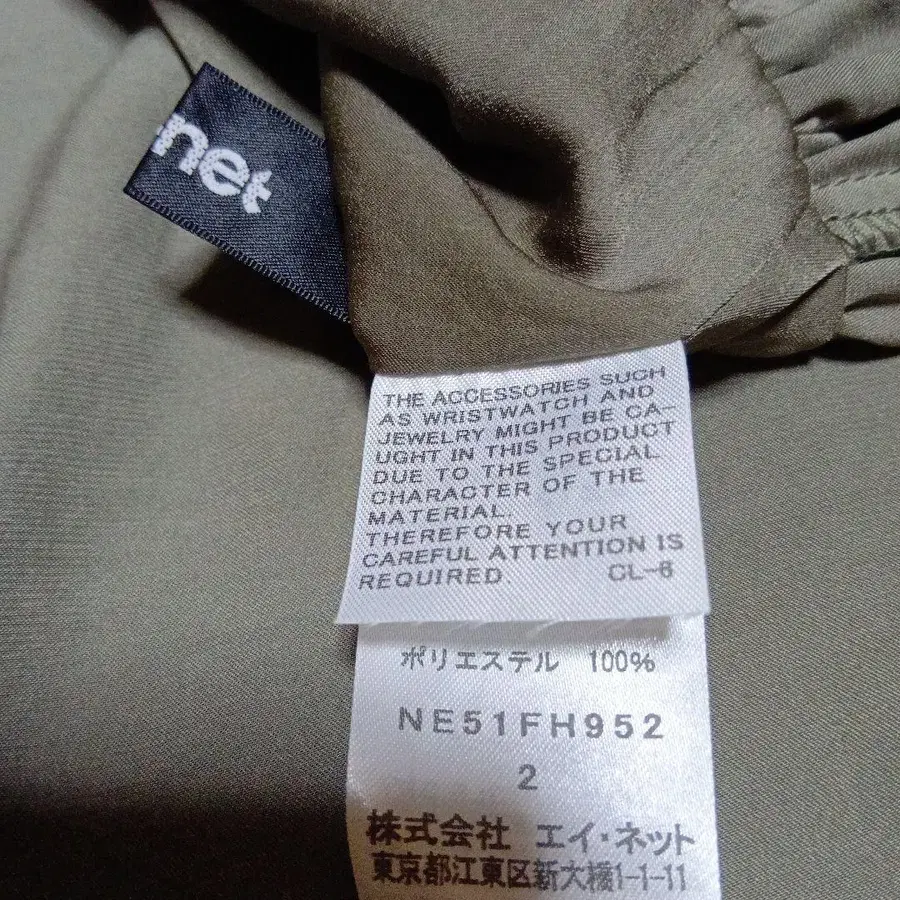 -net
THE ACCESSORIES SUCH
AS WRISTWATCH AND
JEWELRY MIGHT BE CA-
UGHT IN THIS PRODUCT
DUE TO THE SPECIAL
CHARACTER OF THE
MATERIAL.
THEREFORE YOUR
CAREFUL ATTENTION IS
REQUIRED. CL-6
ポリエステル 100%
NE51FH952
2
株式会社 エイ・ネット
東京都江東区新大橋1-1-11